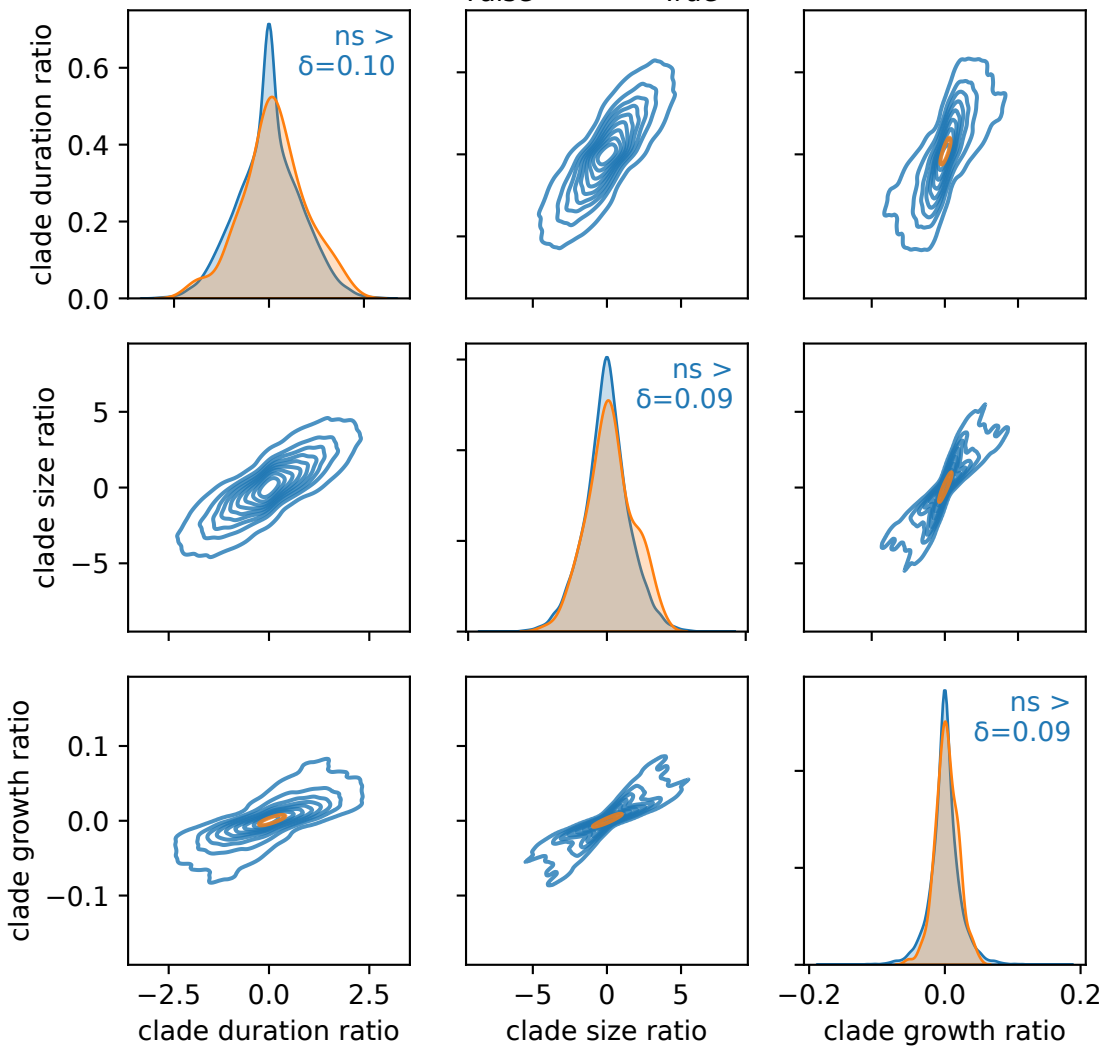 clade duration ratio
0.6
0.4
0.2
0.0
ns >
δ=0.10
clade size ratio
5
0
−5
ns >
δ=0.09
clade growth ratio
0.1
0.0
−0.1
ns >
δ=0.09
−2.5 0.0 2.5
−5 0 5
−0.2 0.0 0.2
clade duration ratio
clade size ratio
clade growth ratio